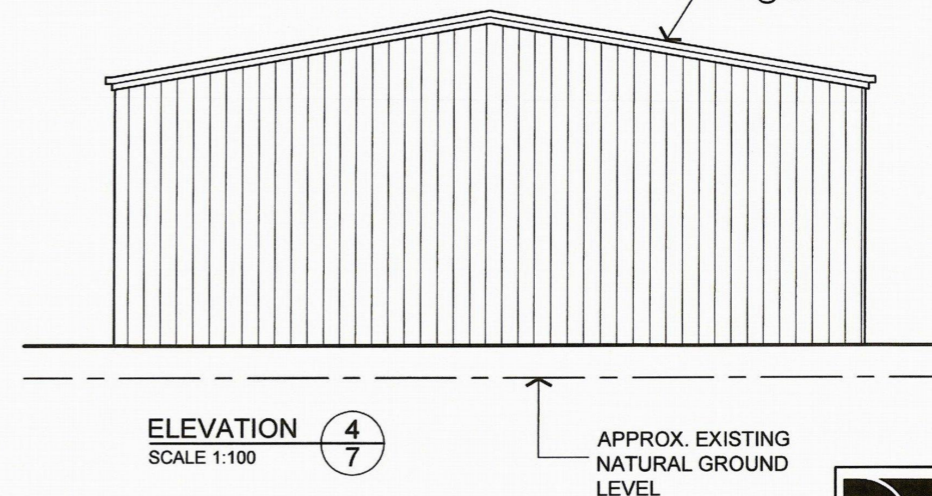 ELEVATION
SCALE 1:100
4
7
APPROX. EXISTING
NATURAL GROUND
LEVEL